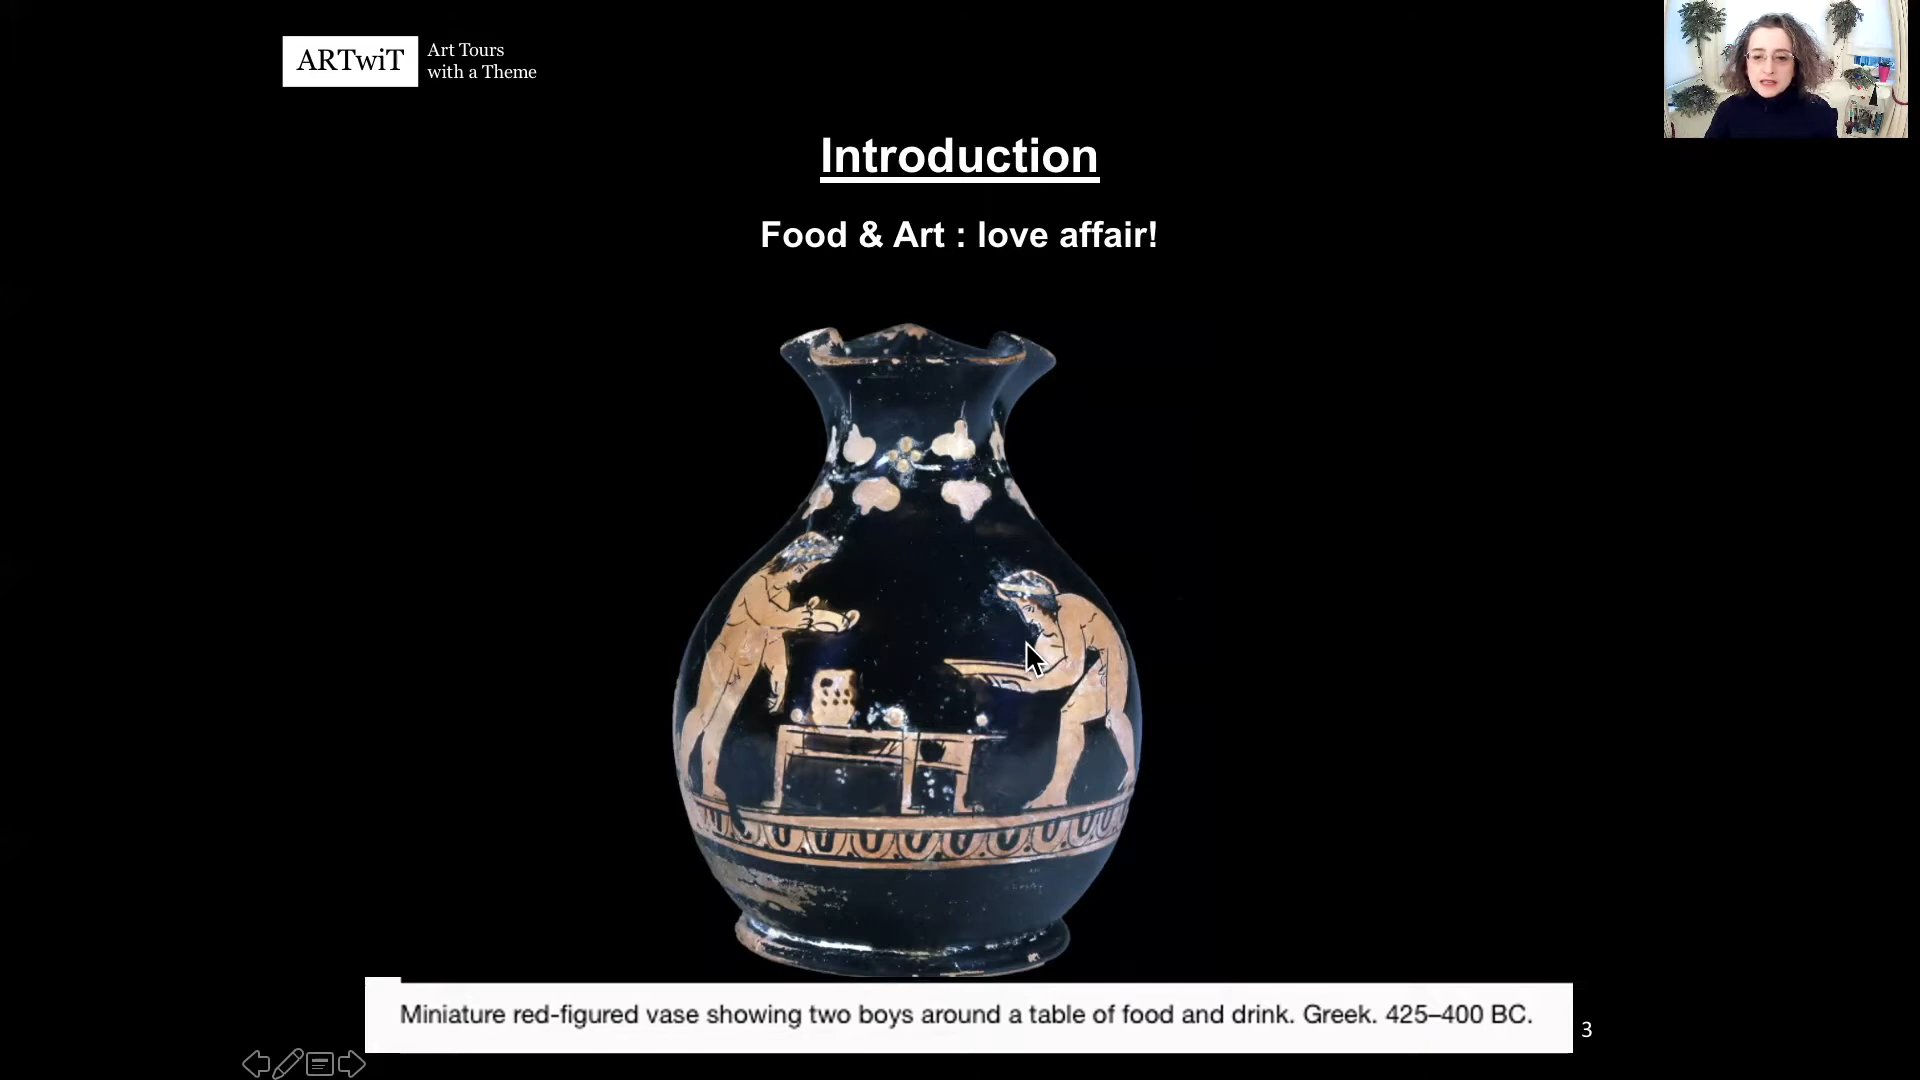 ARTwiT
Art Tours
with a Theme
Introduction
Food & Art : love affair!
Miniature red-figured vase showing two boys around a table of food and drink. Greek. 425–400 BC.
3